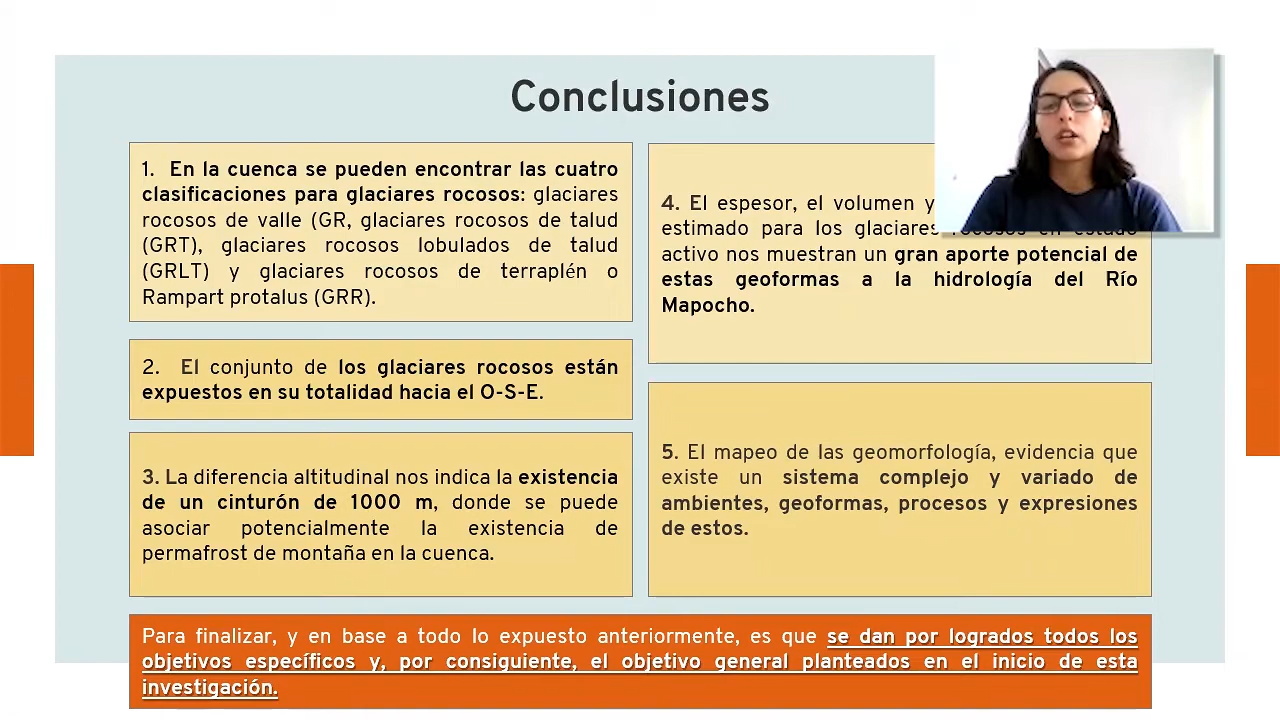 Conclusiones
1. En la cuenca se pueden encontrar las cuatro
clasificaciones para glaciares rocosos: glaciares
rocosos de valle (GR, glaciares rocosos de talud
(GRT), glaciares rocosos lobulados de talud
(GRLT) y glaciares rocosos de terraplén o
Rampart protalus (GRR).
2. El conjunto de los glaciares rocosos están
expuestos en su totalidad hacia el O-S-E.
3. La diferencia altitudinal nos indica la existencia
de un cinturón de 1000 m, donde se puede
asociar potencialmente la existencia de
permafrost de montaña en la cuenca.
4. El espesor, el volumen y
estimado para los glaciares rocosos en estado
activo nos muestran un gran aporte potencial de
estas geoformas a la hidrología del Río
Mapocho.
5. El mapeo de las geomorfología, evidencia que
existe un sistema complejo y variado de
ambientes, geoformas, procesos y expresiones
de estos.
Para finalizar, y en base a todo lo expuesto anteriormente, es que se dan por logrados todos los
objetivos específicos y, por consiguiente, el objetivo general planteados en el inicio de esta
investigación.